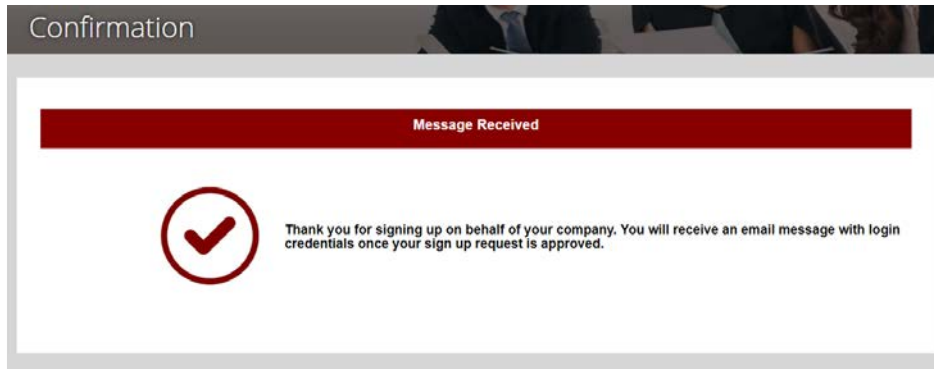 Confirmation
Message Received
Thank you for signing up on behalf of your company. You will receive an email message with login
credentials once your sign up request is approved.